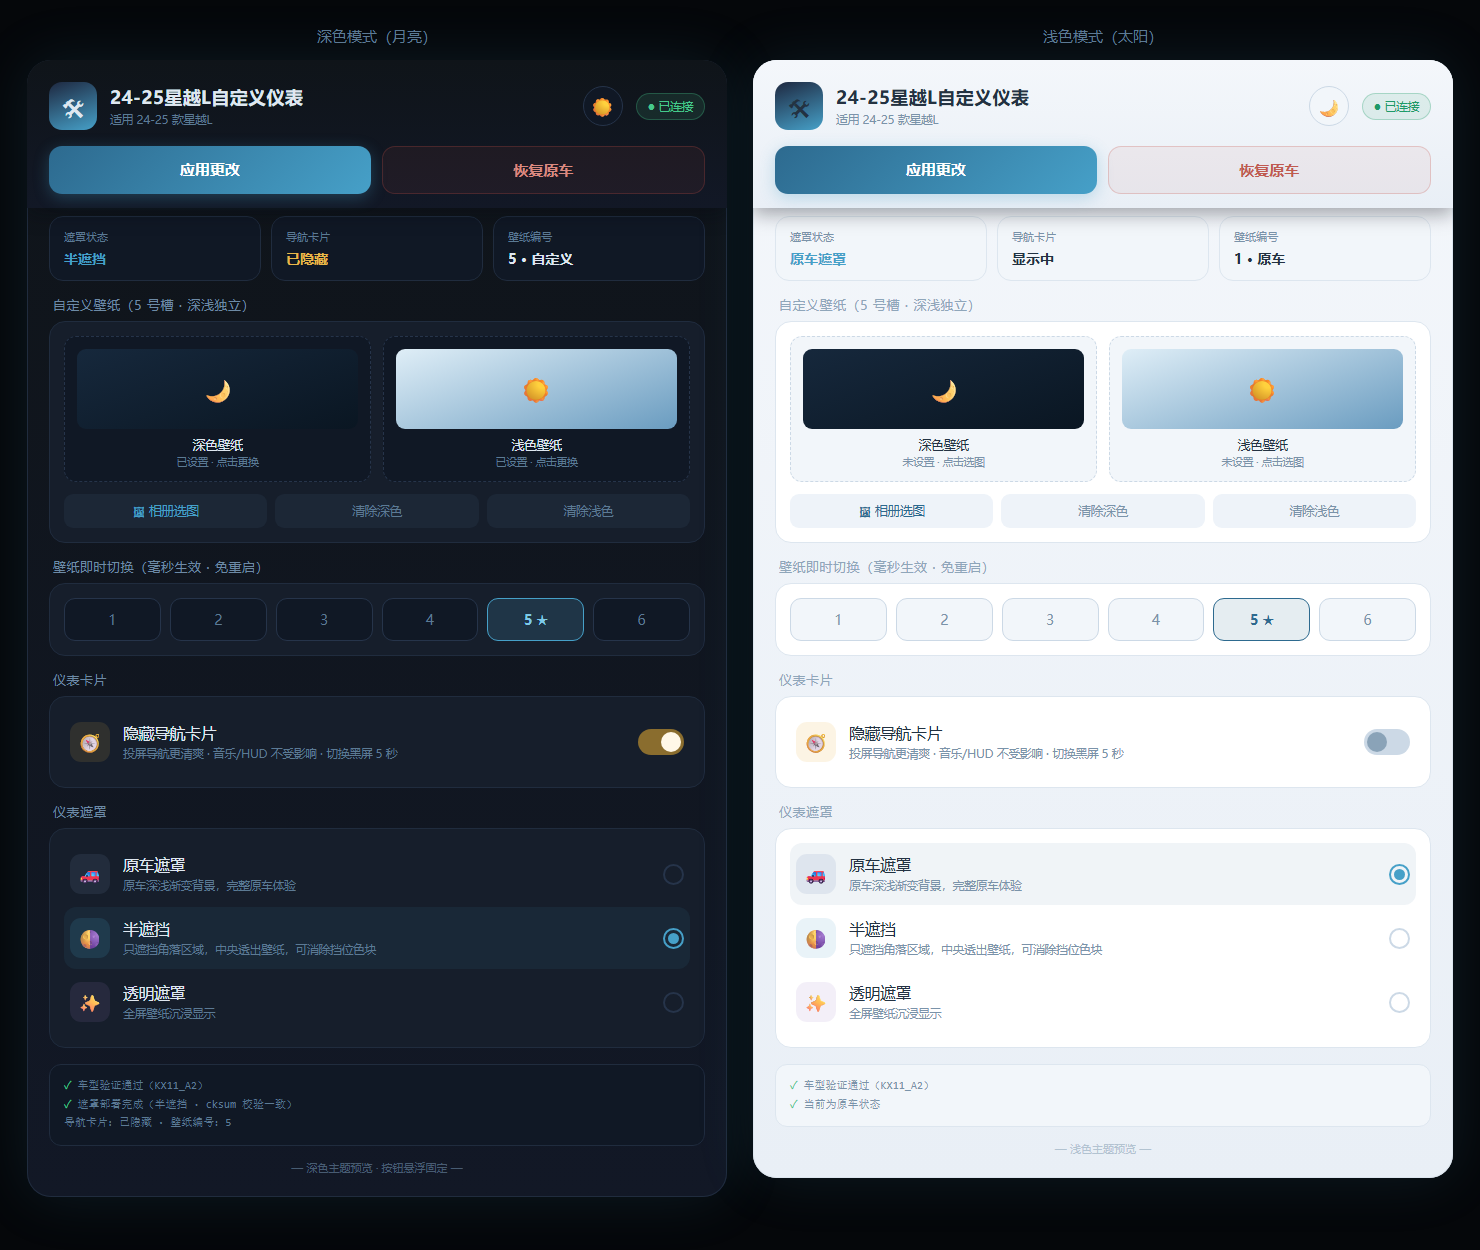 深色模式（月亮）
24-25星越L自定义仪表
适用 24-25 款星越L
● 已连接
应用更改
恢复原车
遮罩状态
半遮挡
导航卡片
已隐藏
壁纸编号
5 • 自定义
自定义壁纸（5 号槽 · 深浅独立）
深色壁纸
已设置 · 点击更换
浅色壁纸
已设置 · 点击更换
相册选图
清除深色
清除浅色
壁纸即时切换（毫秒生效 · 免重启）
1
2
3
4
5 ★
6
仪表卡片
隐藏导航卡片
投屏导航更清爽 · 音乐/HUD 不受影响 · 切换黑屏 5 秒
仪表遮罩
原车遮罩
原车深浅渐变背景，完整原车体验
半遮挡
只遮挡角落区域，中央透出壁纸，可消除挡位色块
透明遮罩
全屏壁纸沉浸显示
✓ 车型验证通过（KX11_A2）
✓ 遮罩部署完成（半遮挡 · cksum 校验一致）
导航卡片: 已隐藏 · 壁纸编号: 5
— 深色主题预览 · 按钮悬浮固定 —
浅色模式（太阳）
24-25星越L自定义仪表
适用 24-25 款星越L
● 已连接
应用更改
恢复原车
遮罩状态
原车遮罩
导航卡片
显示中
壁纸编号
1 • 原车
自定义壁纸（5 号槽 · 深浅独立）
深色壁纸
未设置 · 点击选图
浅色壁纸
未设置 · 点击选图
相册选图
清除深色
清除浅色
壁纸即时切换（毫秒生效 · 免重启）
1
2
3
4
5 ★
6
仪表卡片
隐藏导航卡片
投屏导航更清爽 · 音乐/HUD 不受影响 · 切换黑屏 5 秒
仪表遮罩
原车遮罩
原车深浅渐变背景，完整原车体验
半遮挡
只遮挡角落区域，中央透出壁纸，可消除挡位色块
透明遮罩
全屏壁纸沉浸显示
✓ 车型验证通过（KX11_A2）
✓ 当前为原车状态
— 浅色主题预览 —